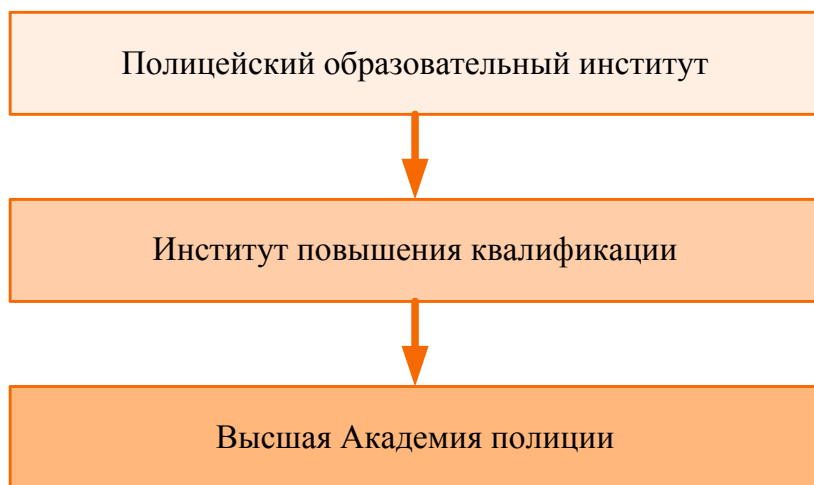 Полицейский образовательный институт
Институт повышения квалификации
Высшая Академия полиции